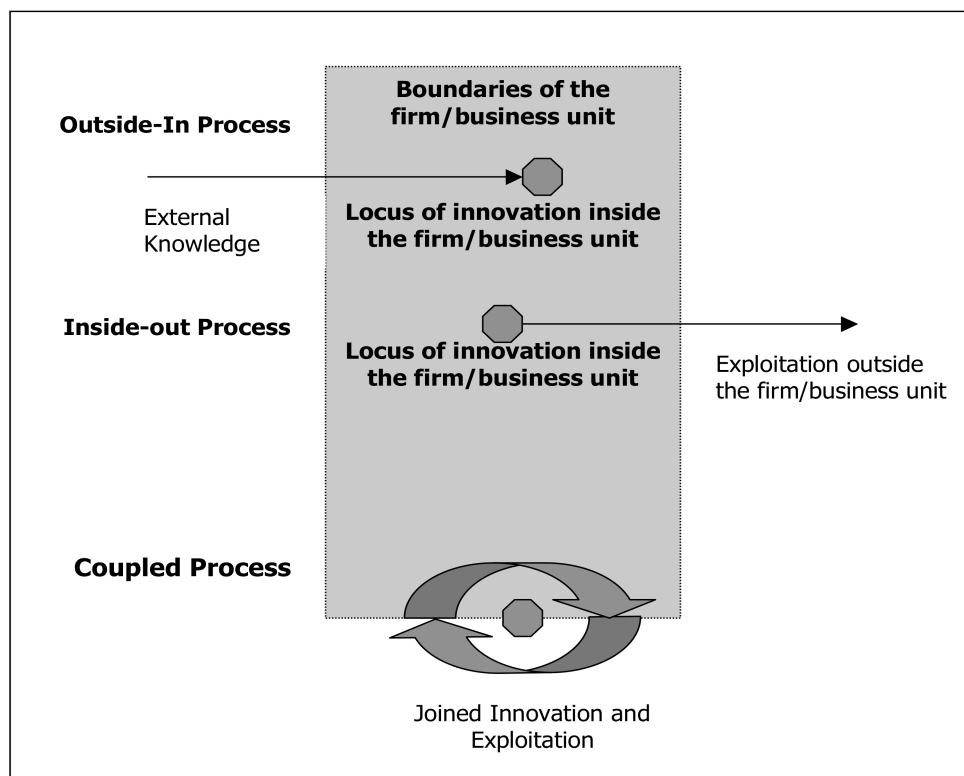 Boundaries of the
firm/business unit
Outside-In Process
External
Knowledge
Locus of innovation inside
the firm/business unit
Inside-out Process
Locus of innovation inside
the firm/business unit
Exploitation outside
the firm/business unit
Coupled Process
Joined Innovation and
Exploitation